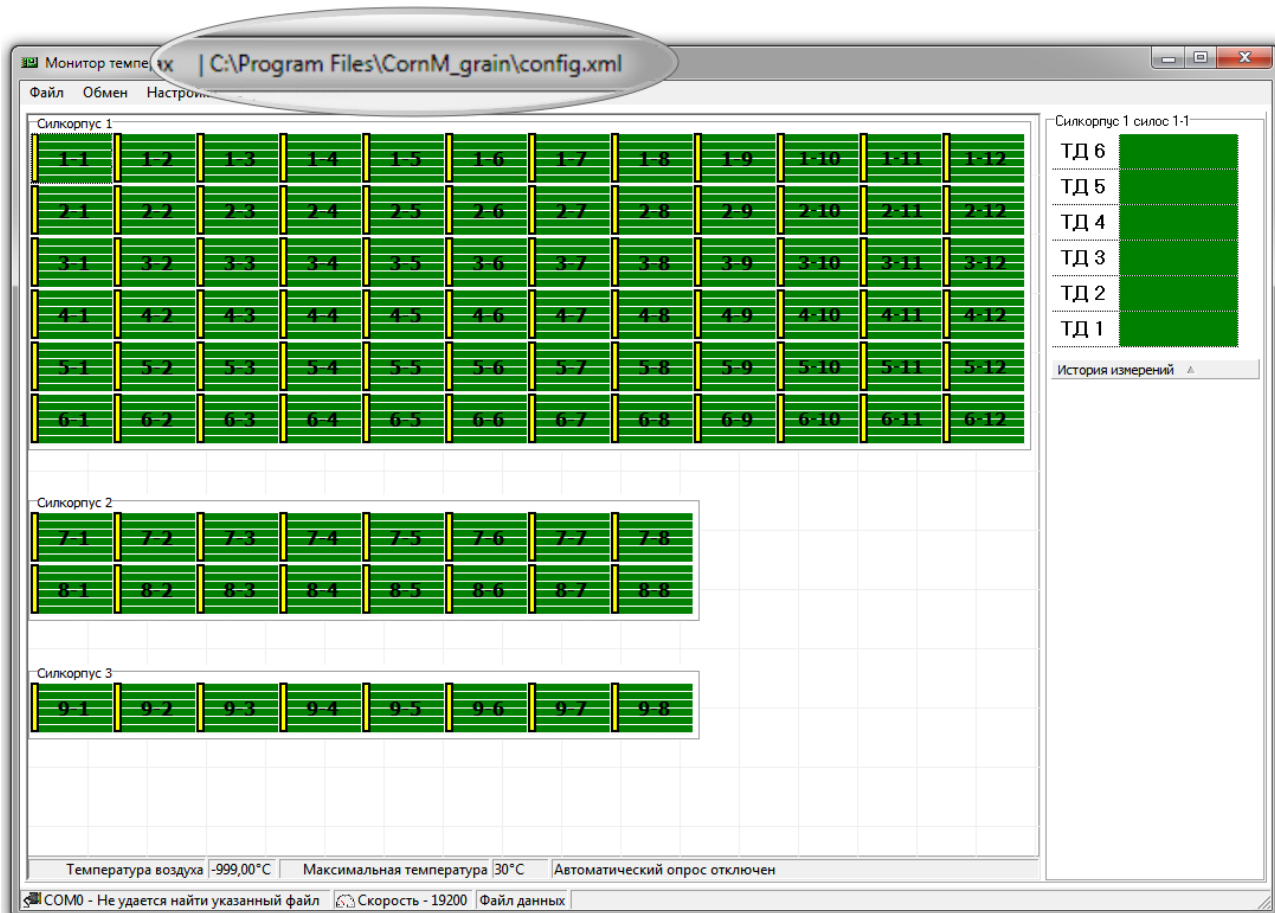 Монитор темпе
ах | C:\Program Files\CornM_grain\config.xml
Файл Обмен
Силкорпус 1
1-1 1-2 1-3 1-4 1-5 1-6 1-7 1-8 1-9 1-10 1-11 1-12
2-1 2-2 2-3 2-4 2-5 2-6 2-7 2-8 2-9 2-10 2-11 2-12
3-1 3-2 3-3 3-4 3-5 3-6 3-7 3-8 3-9 3-10 3-11 3-12
4-1 4-2 4-3 4-4 4-5 4-6 4-7 4-8 4-9 4-10 4-11 4-12
5-1 5-2 5-3 5-4 5-5 5-6 5-7 5-8 5-9 5-10 5-11 5-12
6-1 6-2 6-3 6-4 6-5 6-6 6-7 6-8 6-9 6-10 6-11 6-12
Силкорпус 2
7-1 7-2 7-3 7-4 7-5 7-6 7-7 7-8
8-1 8-2 8-3 8-4 8-5 8-6 8-7 8-8
Силкорпус 3
9-1 9-2 9-3 9-4 9-5 9-6 9-7 9-8
Силкорпус 1 силос 1-1
ТД 6
ТД 5
ТД 4
ТД 3
ТД 2
ТД 1
История измерений
Температура воздуха -999,00°C Максимальная температура 30°C Автоматический опрос отключен
COM0 - Не удается найти указанный файл Скорость - 19200 Файл данных